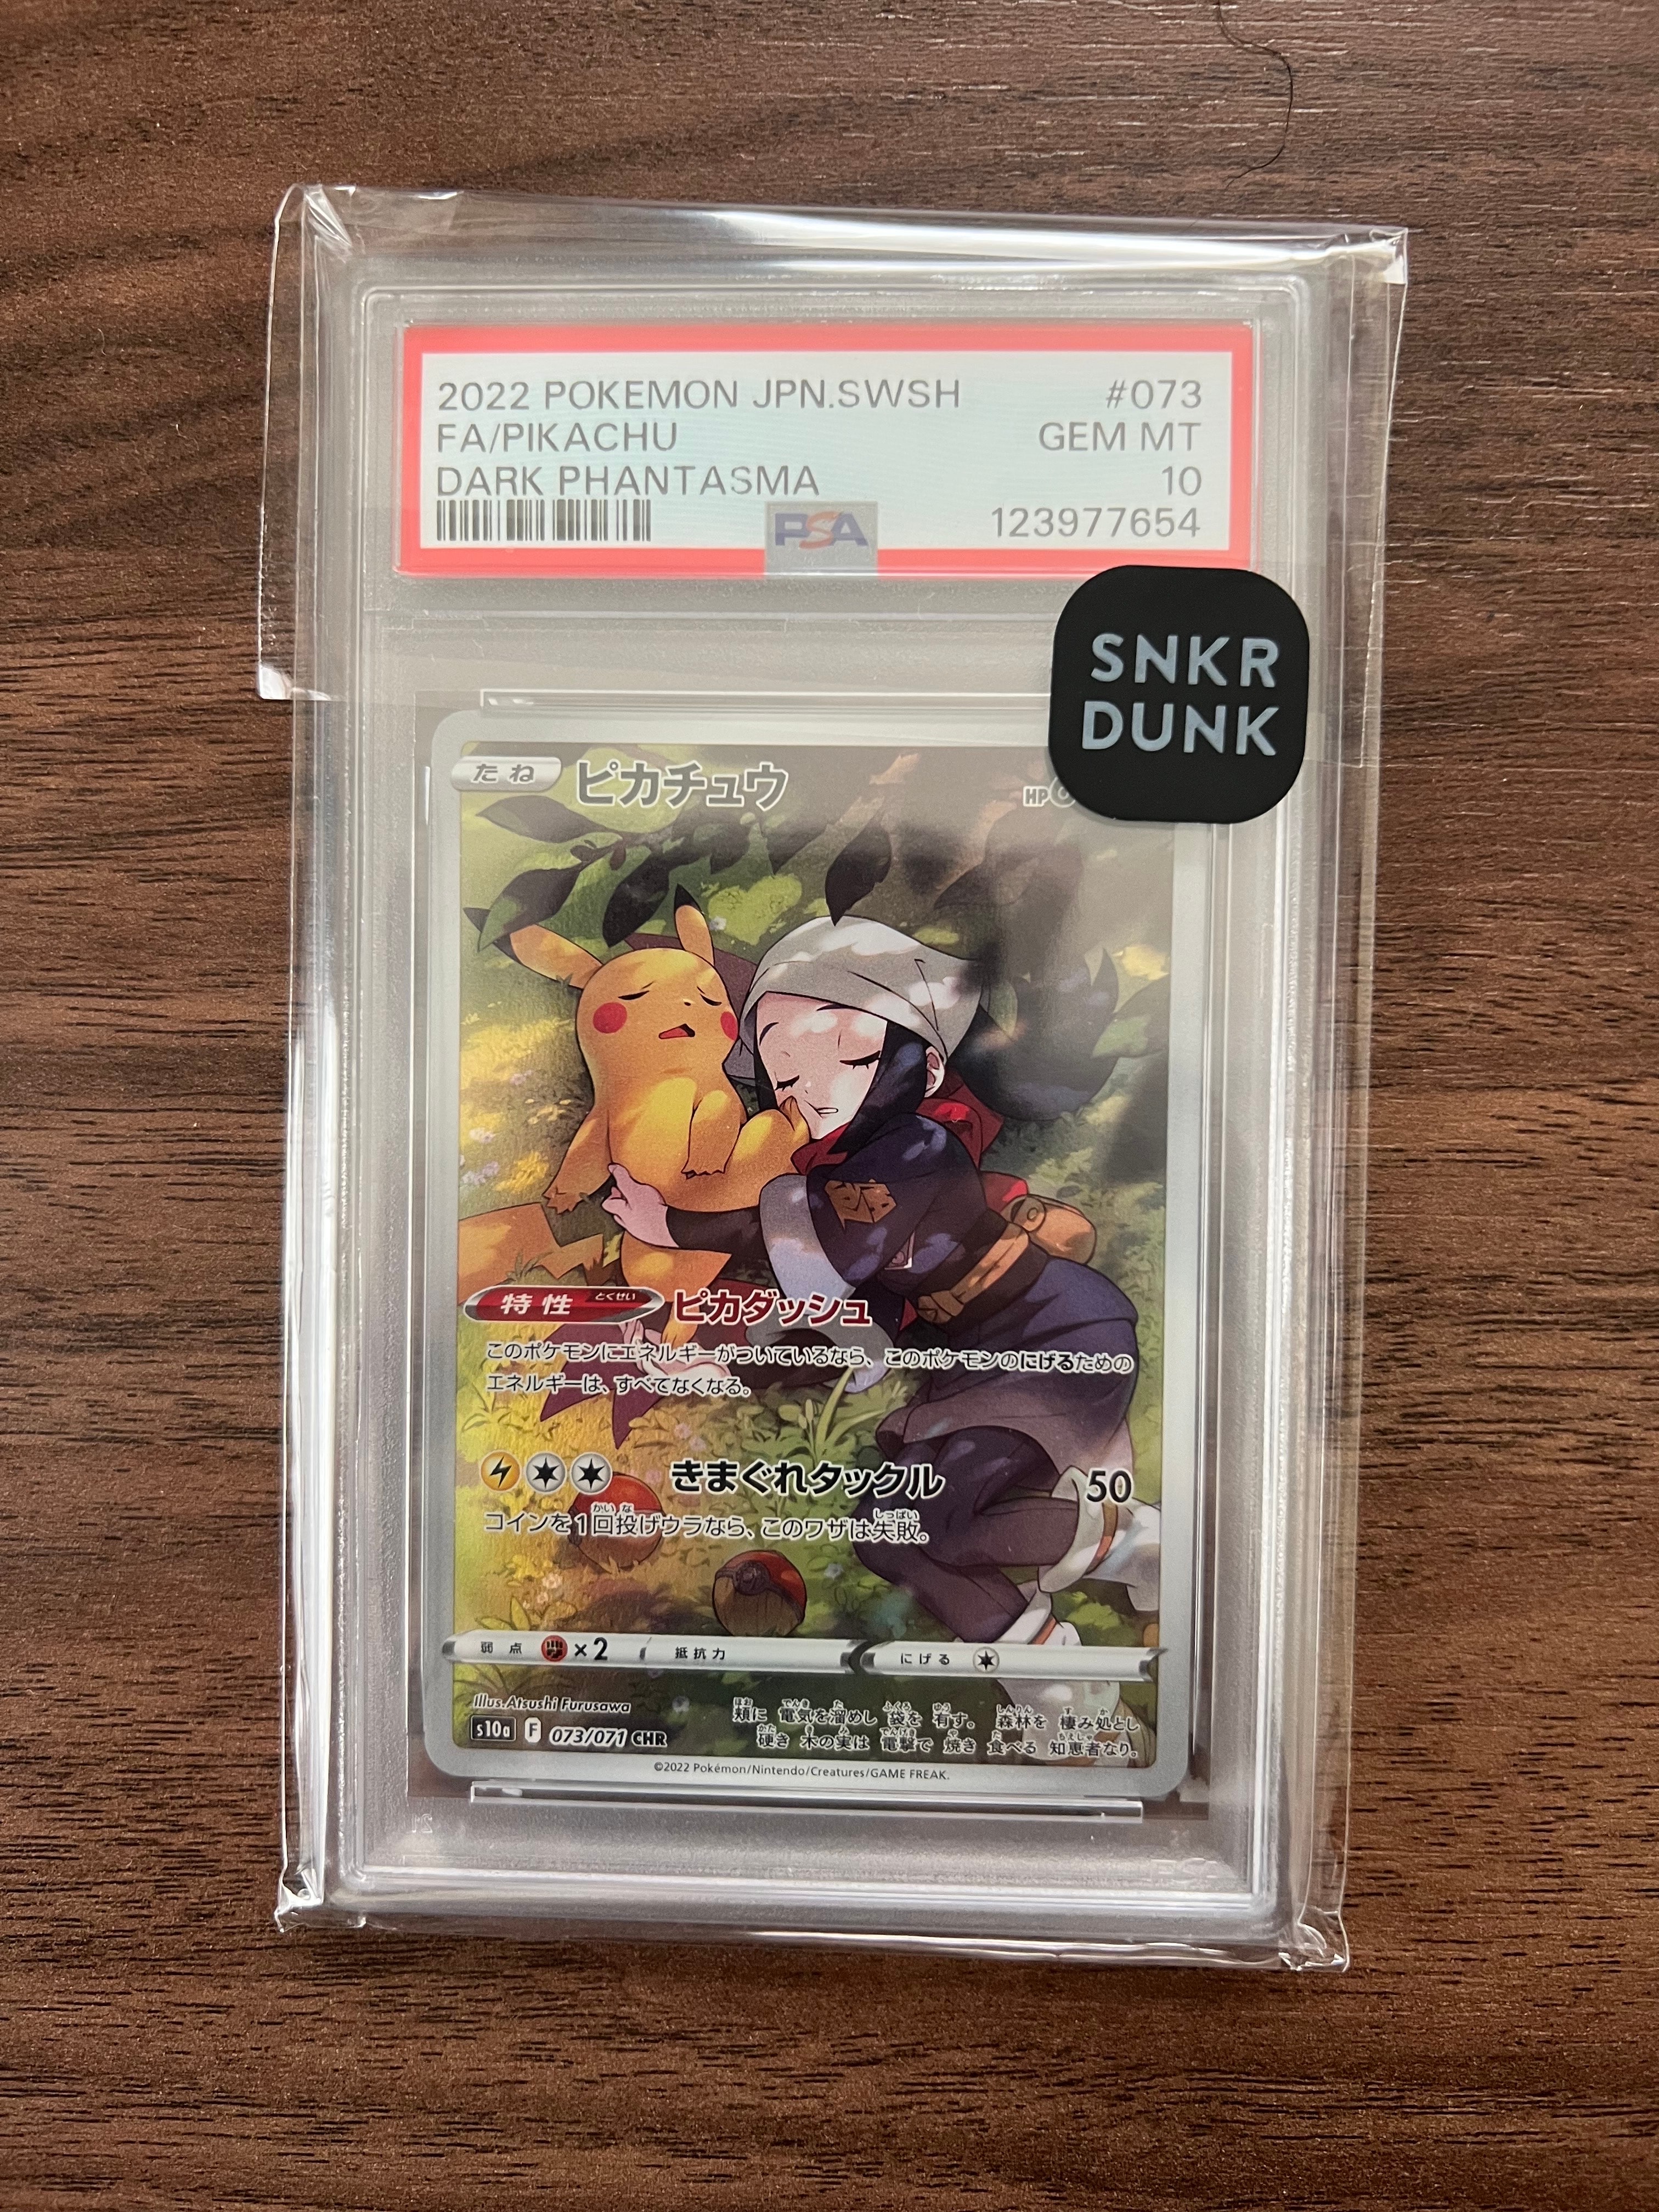 2022 POKEMON JPN.SWSH #073
FA/PIKACHU GEM MT
DARK PHANTASMA 10
PSA 123977654
SNKR
DUNK
たね ピカチュウ HP
特性 とくせい ピカダッシュ
このポケモンにエネルギーがついているなら、このポケモンのにげるための
エネルギーは、すべてなくなる。
きまぐれタックル 50
コインを1回投げウラなら、このワザは失敗。
弱点 ×2 抵抗力 にげる
Illus. Atsushi Furusawa
s10a F 073/071 CHR
頬に 電気を溜めし 袋を 有す。 森林を 棲み処とし
硬き 木の実は 電撃で 焼き 食べる 知恵者なり。
©2022 Pokémon/Nintendo/Creatures/GAME FREAK.